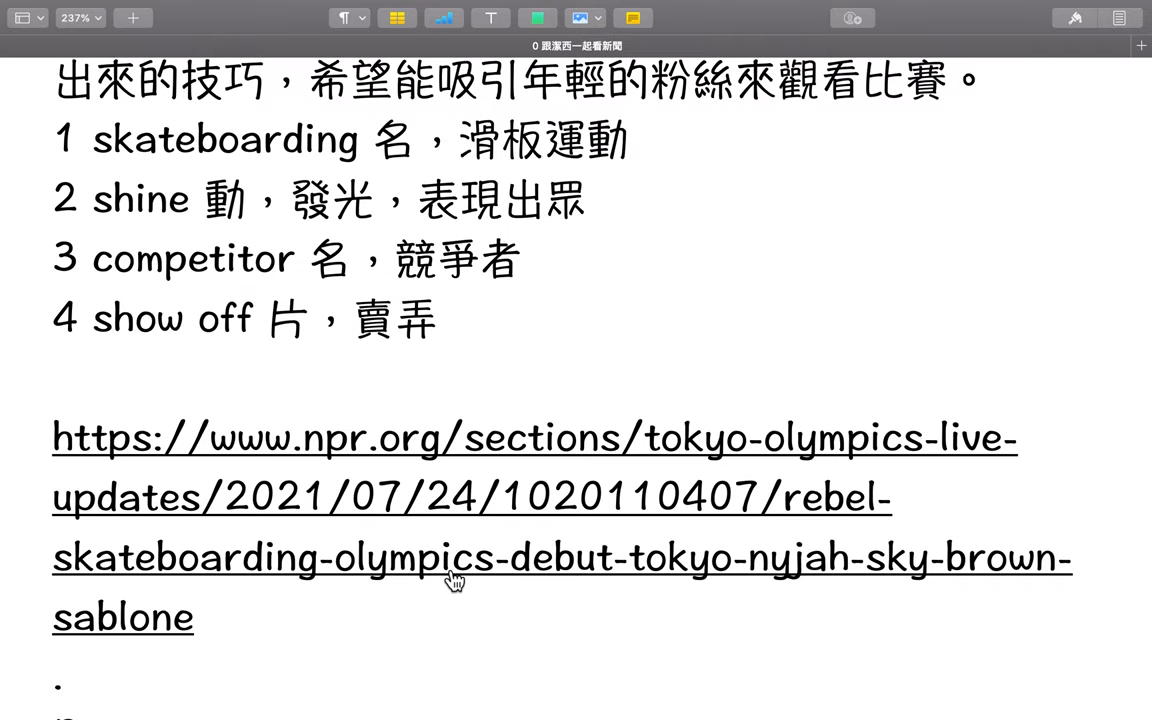 237%
0 跟潔西一起看新聞
出來的技巧，希望能吸引年輕的粉絲來觀看比賽。
1 skateboarding 名，滑板運動
2 shine 動，發光，表現出眾
3 competitor 名，競爭者
4 show off 片，賣弄
https://www.npr.org/sections/tokyo-olympics-live-
updates/2021/07/24/1020110407/rebel-
skateboarding-olympics-debut-tokyo-nyjah-sky-brown-
sablone
.